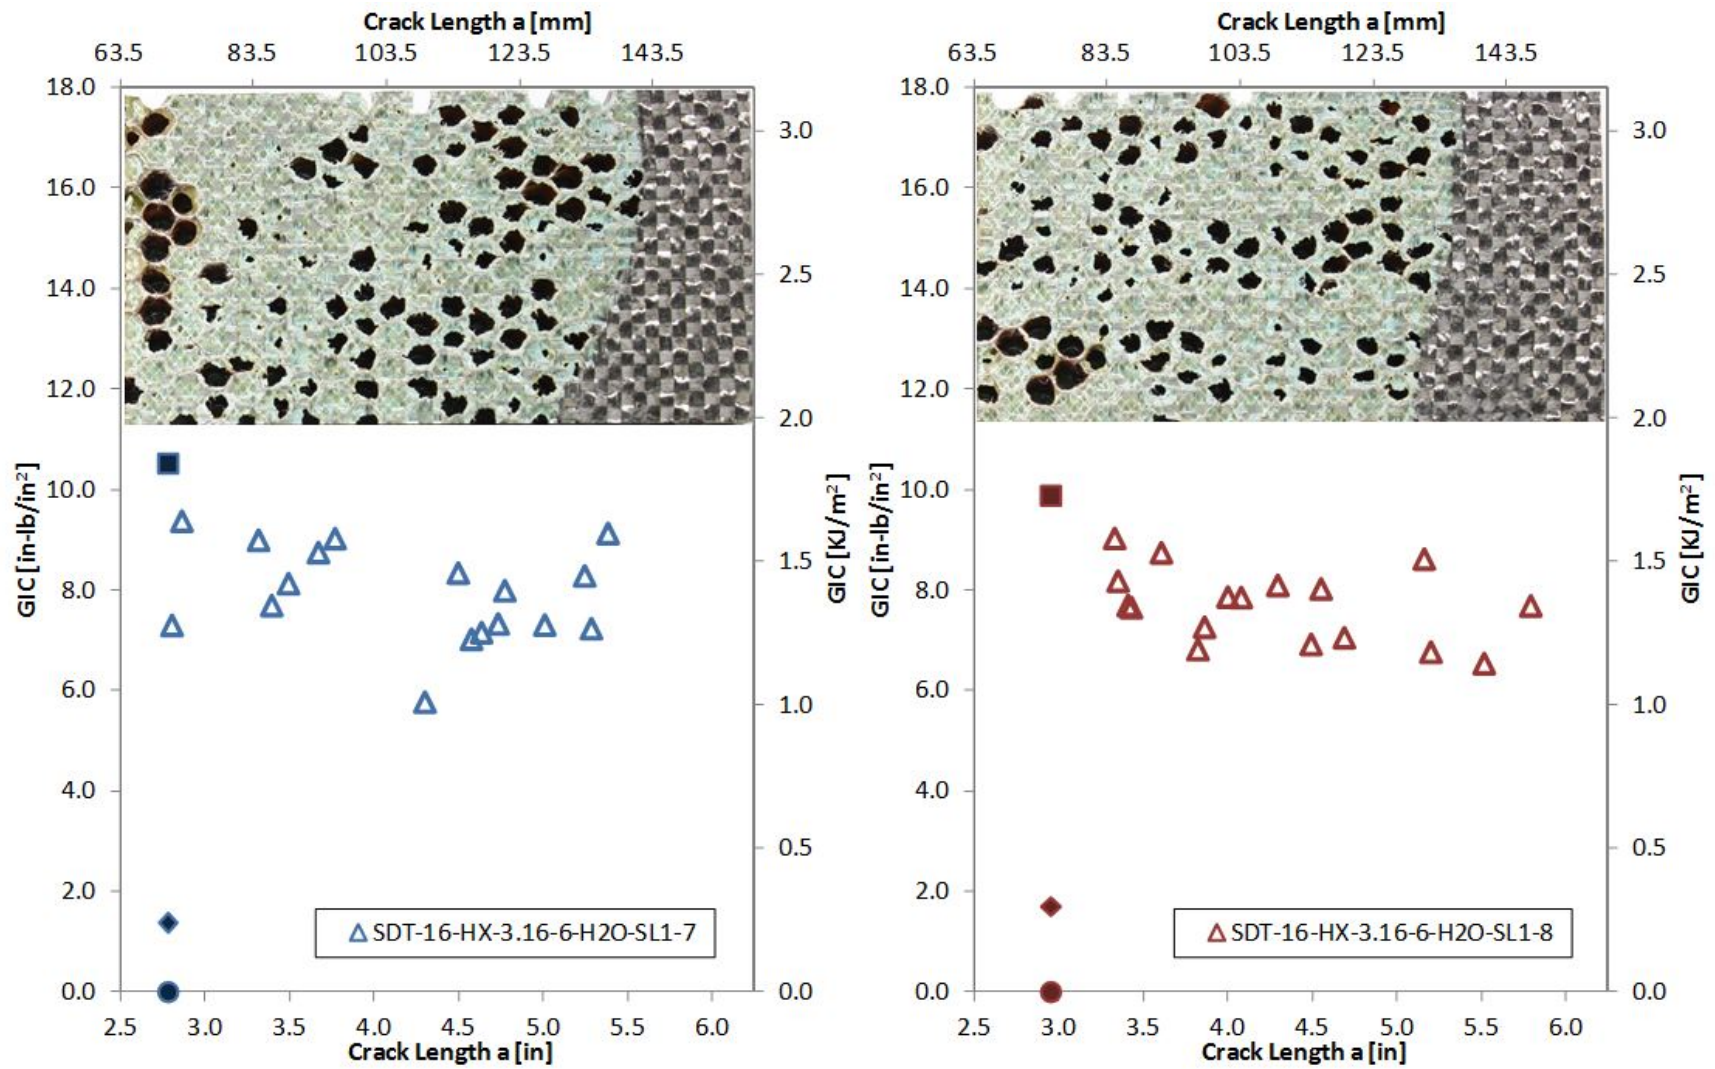 Crack Length a [mm]
63.5 83.5 103.5 123.5 143.5
18.0
16.0
14.0
12.0
10.0
8.0
6.0
4.0
2.0
0.0
GIC [in-lb/in²]
3.0
2.5
2.0
1.5
1.0
0.5
0.0
GIC [KJ/m²]
SDT-16-HX-3.16-6-H2O-SL1-7
2.5 3.0 3.5 4.0 4.5 5.0 5.5 6.0
Crack Length a [in]
Crack Length a [mm]
63.5 83.5 103.5 123.5 143.5
18.0
16.0
14.0
12.0
10.0
8.0
6.0
4.0
2.0
0.0
GIC [in-lb/in²]
3.0
2.5
2.0
1.5
1.0
0.5
0.0
GIC [KJ/m²]
SDT-16-HX-3.16-6-H2O-SL1-8
2.5 3.0 3.5 4.0 4.5 5.0 5.5 6.0
Crack Length a [in]